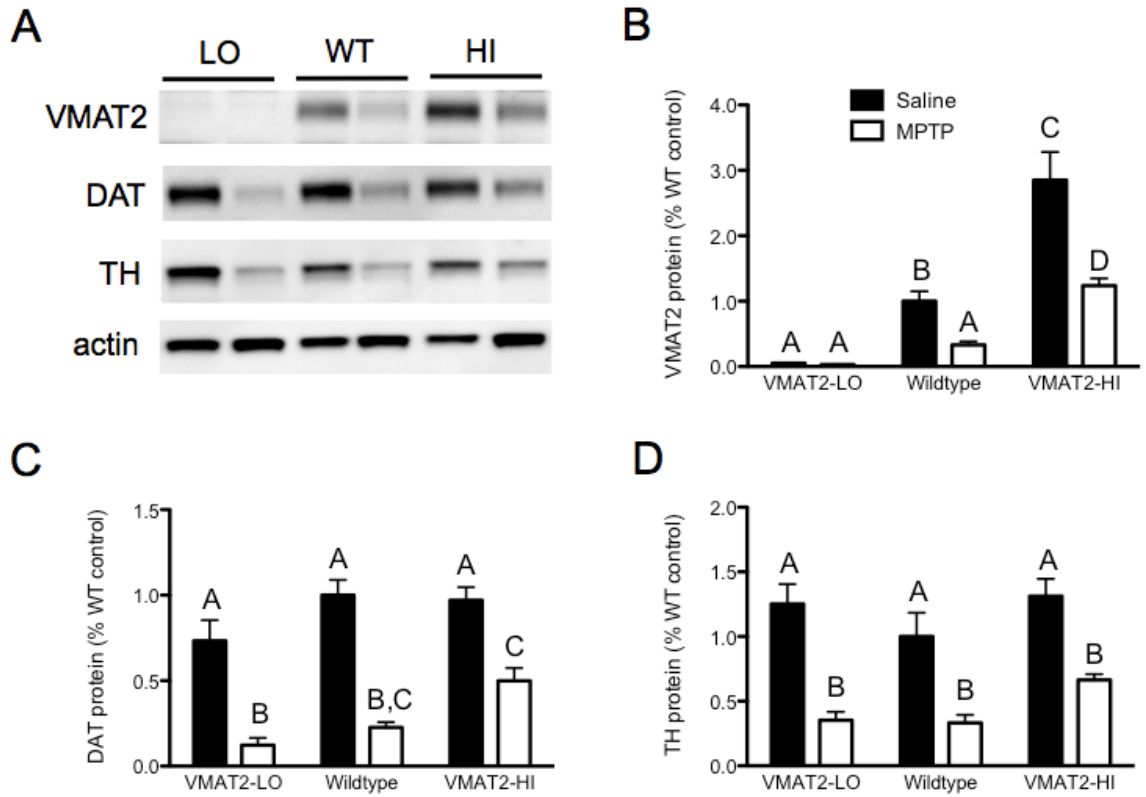 A
LO WT HI
VMAT2
DAT
TH
actin
B
Saline
MPTP
VMAT2 protein (% WT control)
4.0
3.0
2.0
1.0
0.0
A A B A C D
VMAT2-LO Wildtype VMAT2-HI
C
DAT protein (% WT control)
1.5
1.0
0.5
0.0
A B A B,C A C
VMAT2-LO Wildtype VMAT2-HI
D
TH protein (% WT control)
2.0
1.5
1.0
0.5
0.0
A B A B A B
VMAT2-LO Wildtype VMAT2-HI